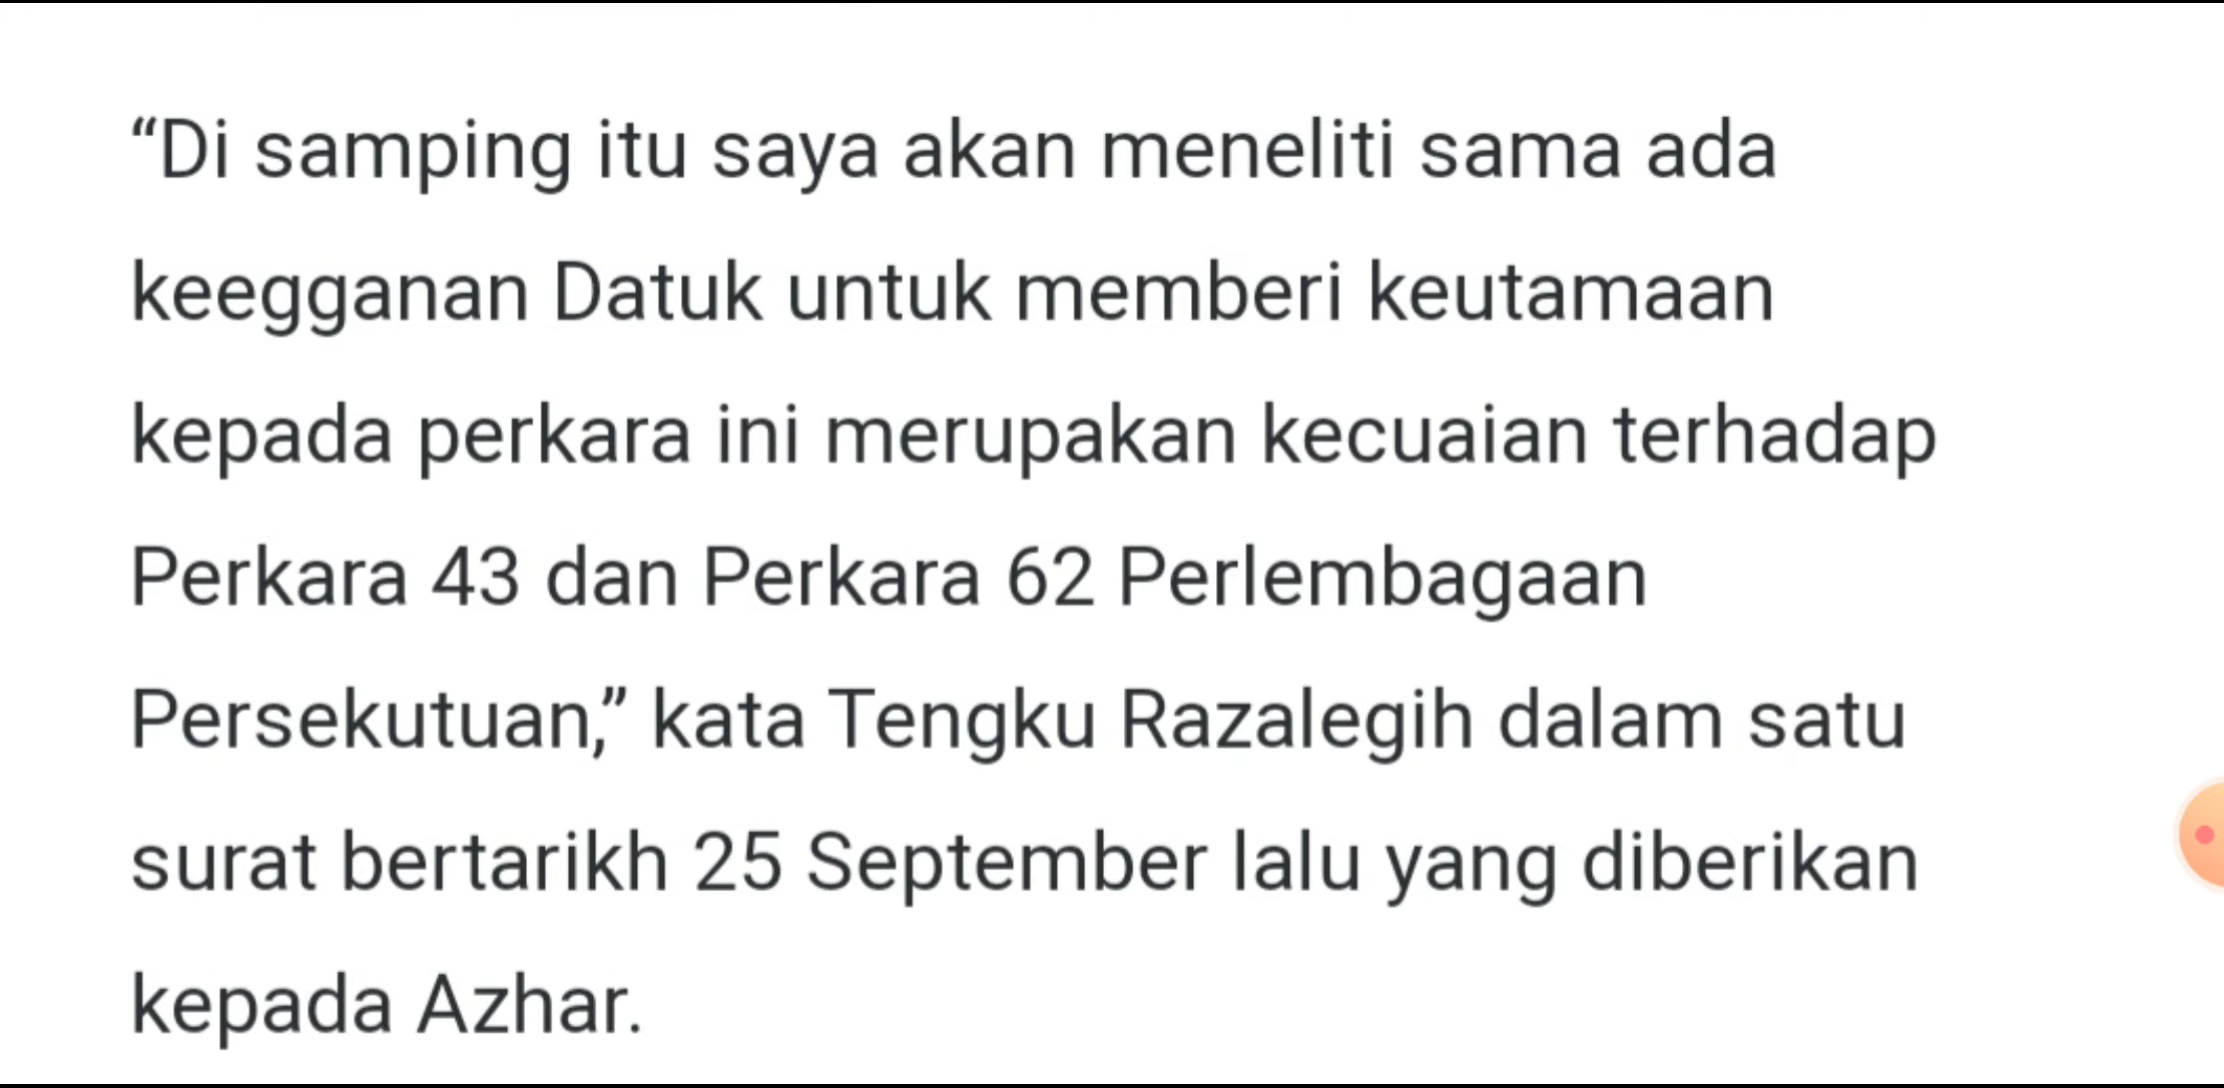 “Di samping itu saya akan meneliti sama ada
keegganan Datuk untuk memberi keutamaan
kepada perkara ini merupakan kecuaian terhadap
Perkara 43 dan Perkara 62 Perlembagaan
Persekutuan,” kata Tengku Razalegih dalam satu
surat bertarikh 25 September lalu yang diberikan
kepada Azhar.